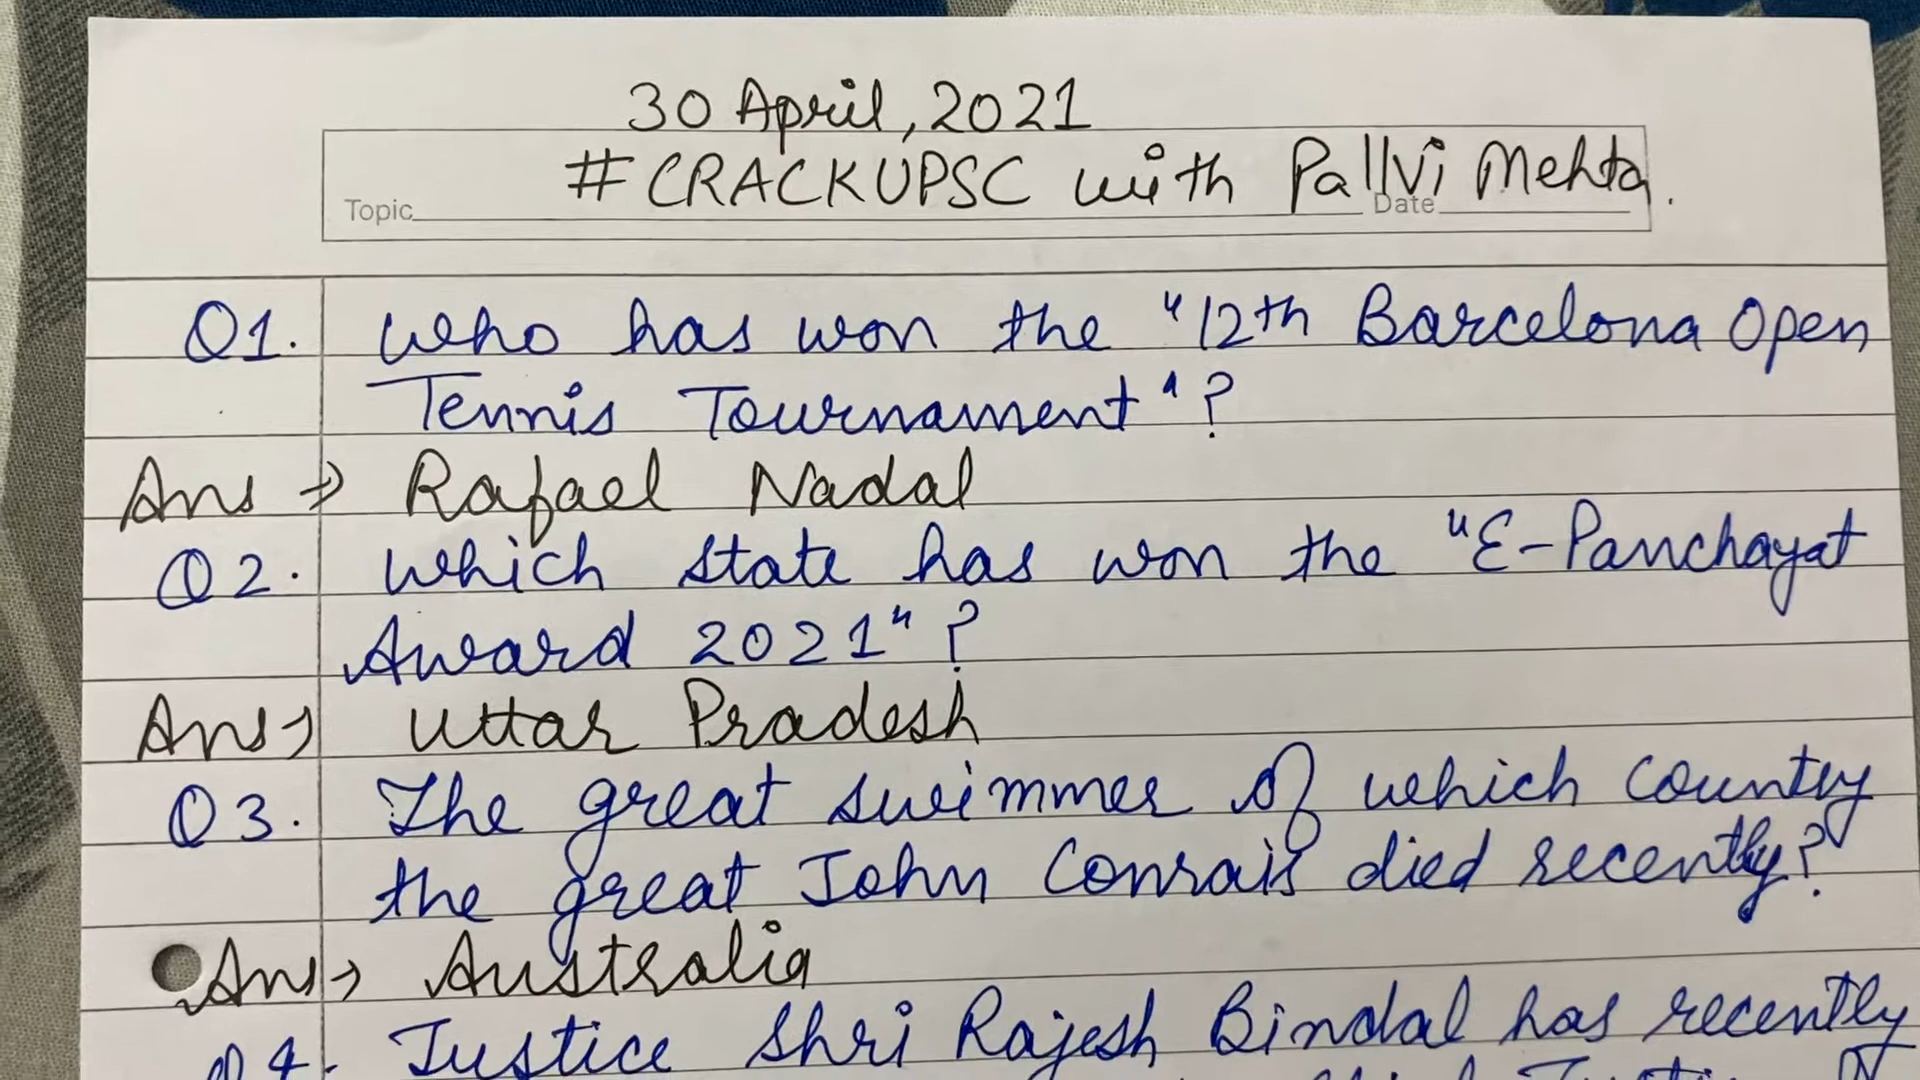 30 April, 2021
#CRACKUPSC with Pallvi Mehta.
Topic Date
Q1. Who has won the "12th Barcelona Open
Tennis Tournament"?
Ans → Rafael Nadal
Q2. Which state has won the "E-Panchayat
Award 2021"?
Ans → Uttar Pradesh
Q3. The great swimmer of which country
the great John Conrais died recently?
Ans → Australia
Q4. Justice Shri Rajesh Bindal has recently